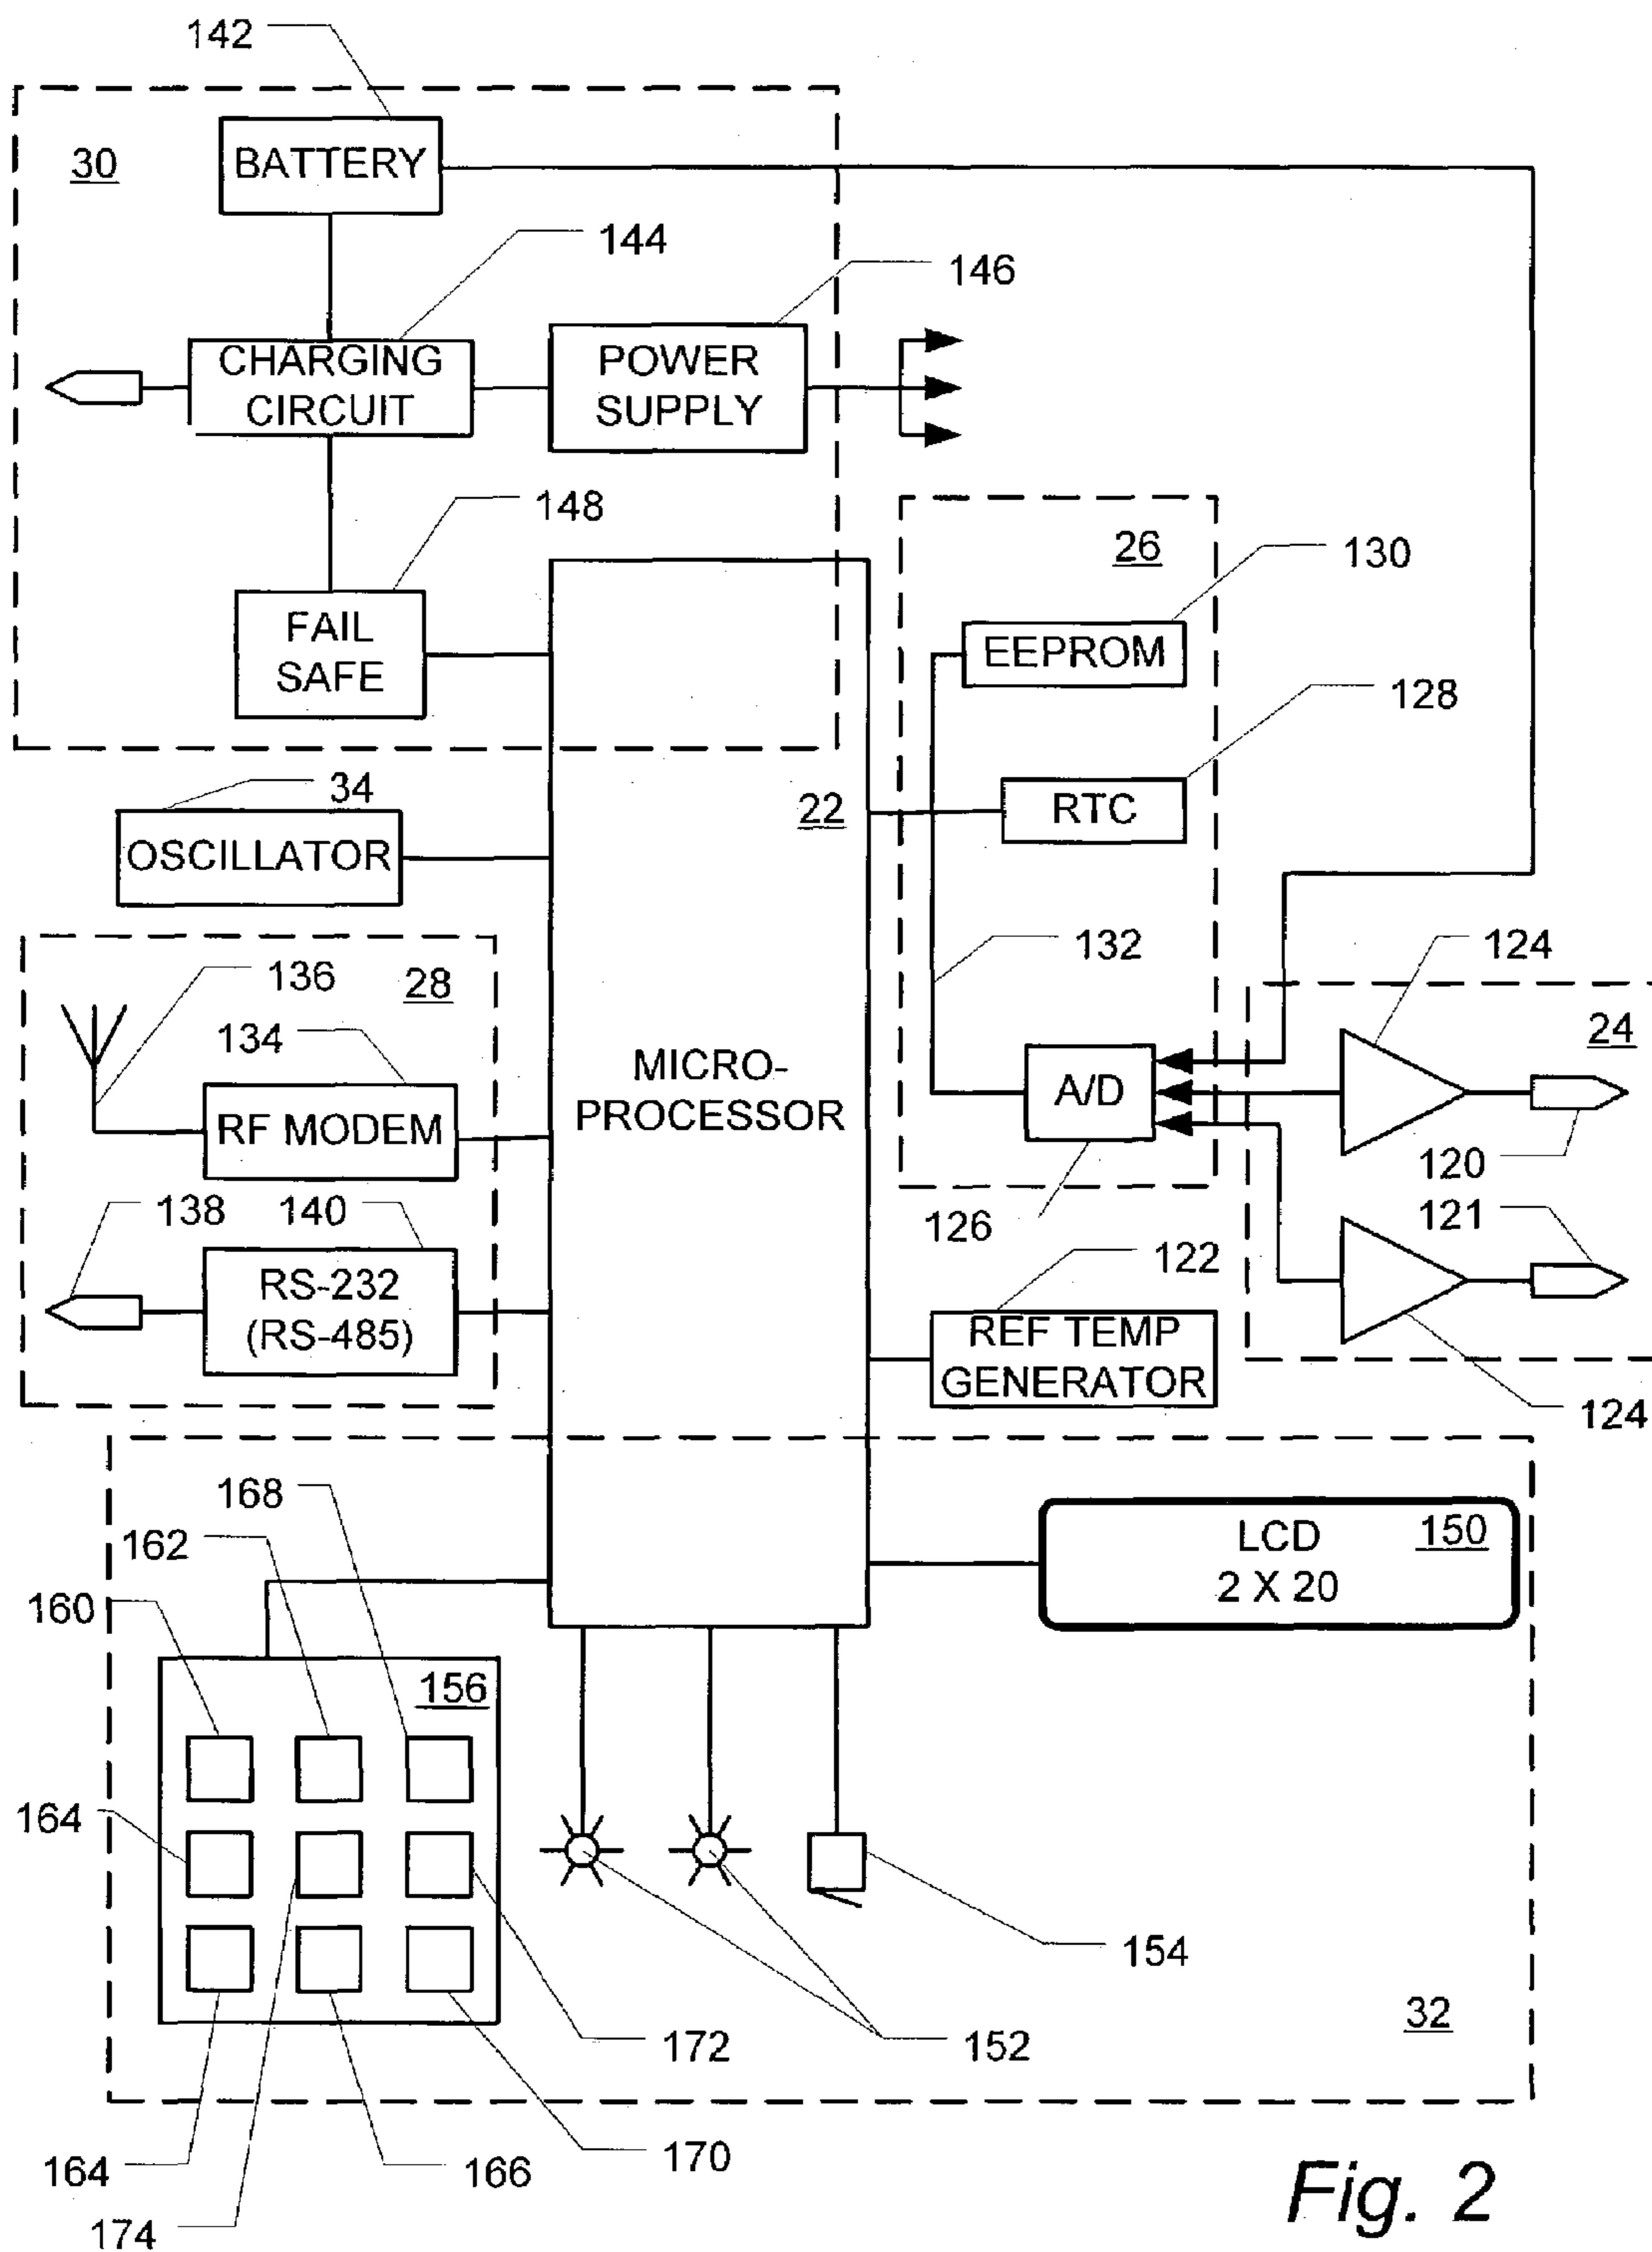 142
30
BATTERY
144
146
CHARGING
CIRCUIT
POWER
SUPPLY
148
26
130
FAIL
SAFE
EEPROM
128
34
22
RTC
OSCILLATOR
136
28
132
124
24
134
MICRO-
PROCESSOR
A/D
RF MODEM
120
138
140
126
121
122
RS-232
(RS-485)
REF TEMP
GENERATOR
124
168
162
LCD
2 X 20
150
160
156
164
154
172
152
32
164
166
170
174
Fig. 2